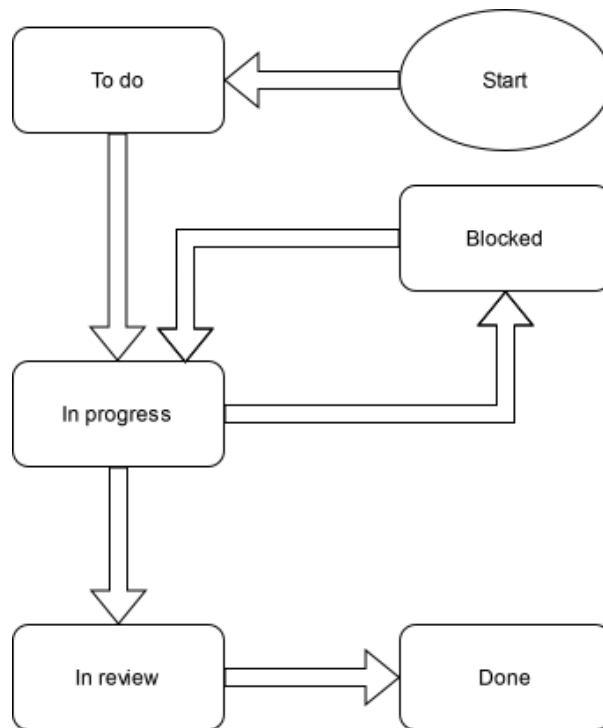 To do
Start
Blocked
In progress
In review
Done